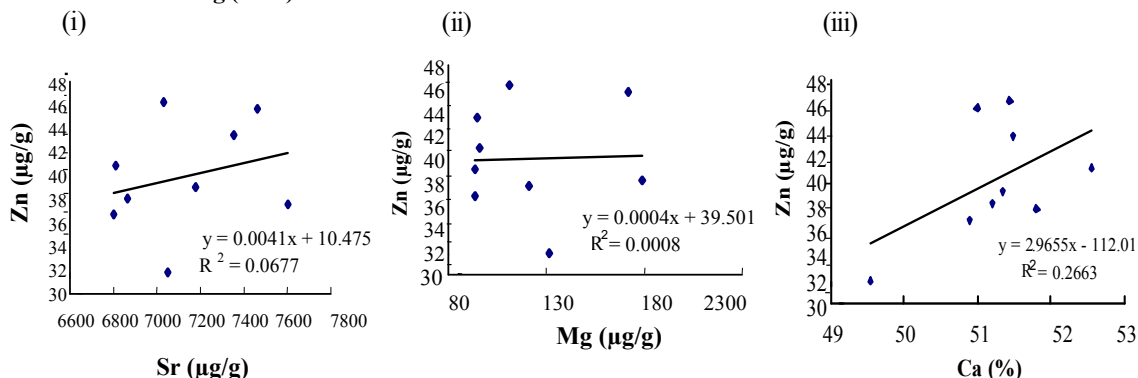 (i)
48
46
44
42
40
38
36
34
32
30
Zn (µg/g)
y = 0.0041x + 10.475
R 2 = 0.0677
6600 6800 7000 7200 7400 7600 7800
Sr (µg/g)
(ii)
48
46
44
42
40
38
36
34
32
30
Zn (µg/g)
y = 0.0004x + 39.501
R2= 0.0008
80 130 180 2300
Mg (µg/g)
(iii)
48
46
44
42
40
38
36
34
32
30
Zn (µg/g)
y = 2.9655x - 112.01
R2= 0.2663
49 50 51 52 53
Ca (%)